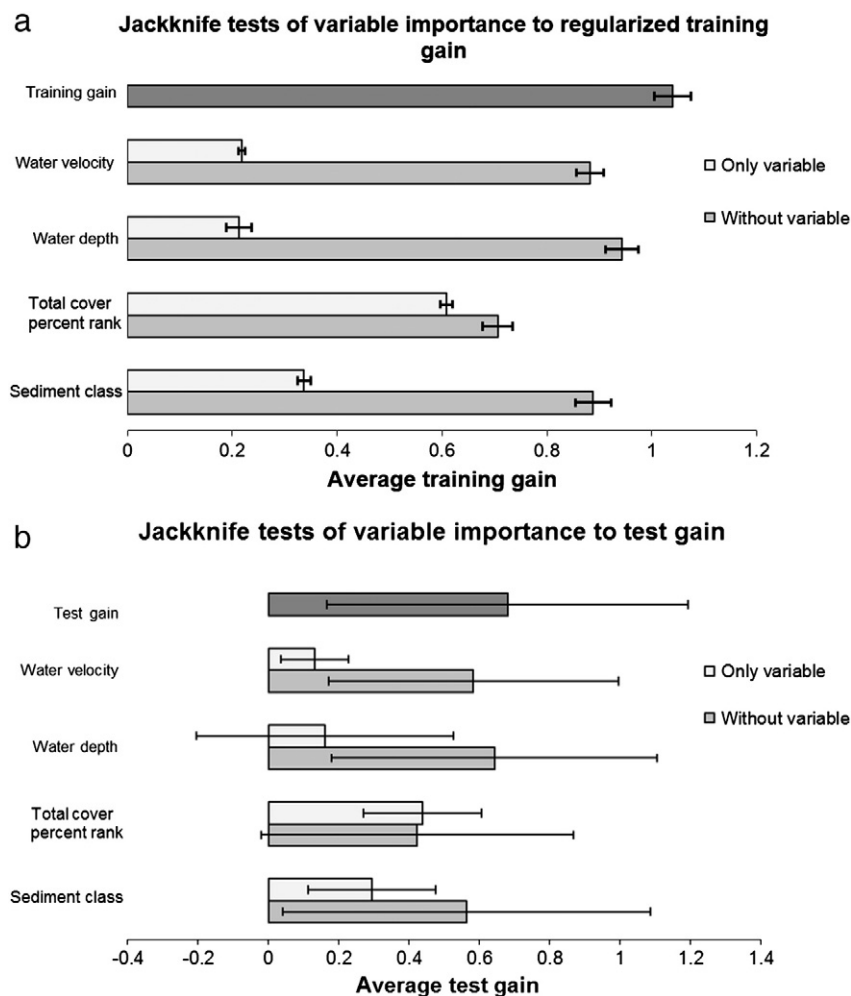 a
Jackknife tests of variable importance to regularized training
gain
Training gain
Water velocity
Only variable
Without variable
Water depth
Total cover
percent rank
Sediment class
0 0.2 0.4 0.6 0.8 1 1.2
Average training gain
b
Jackknife tests of variable importance to test gain
Test gain
Water velocity
Only variable
Without variable
Water depth
Total cover
percent rank
Sediment class
-0.4 -0.2 0 0.2 0.4 0.6 0.8 1 1.2 1.4
Average test gain